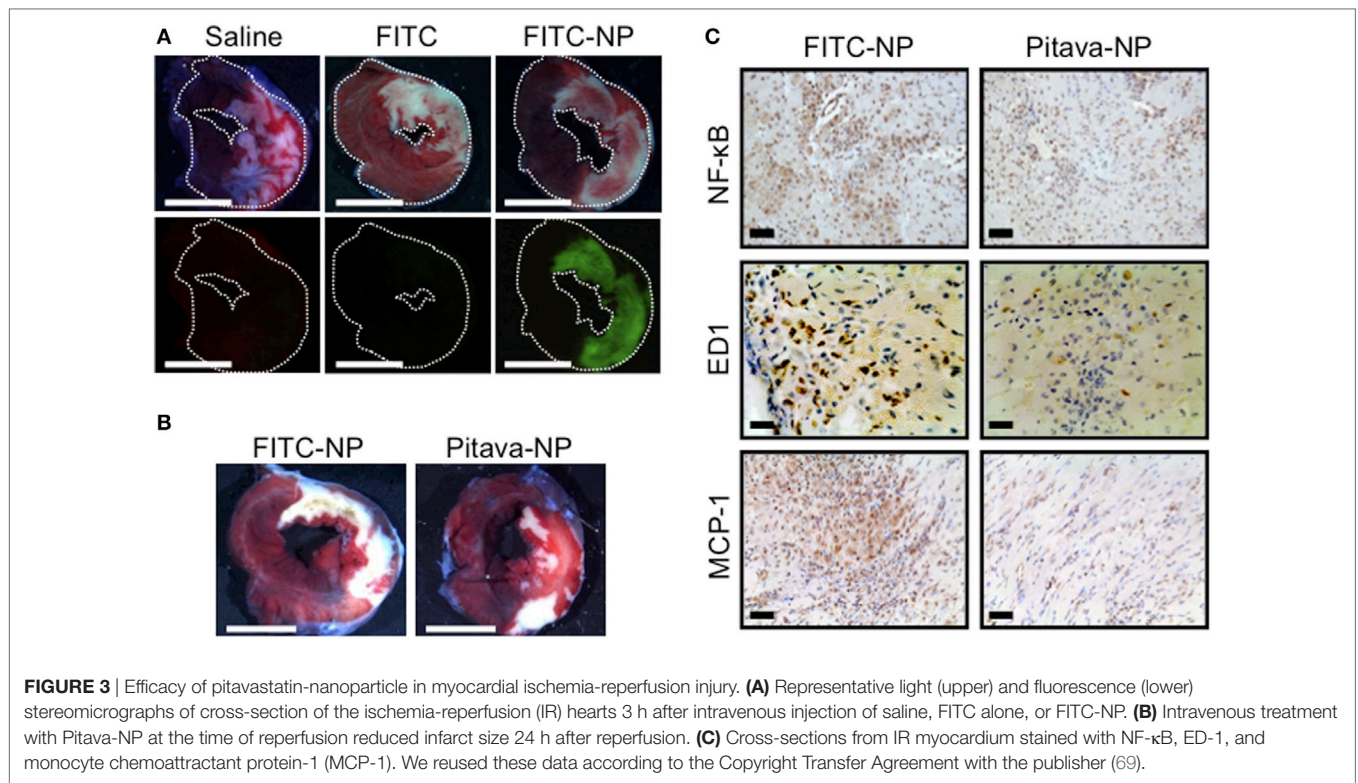 A
Saline FITC FITC-NP
B
FITC-NP Pitava-NP
C
FITC-NP Pitava-NP
NF-κB
ED1
MCP-1
FIGURE 3 | Efficacy of pitavastatin-nanoparticle in myocardial ischemia-reperfusion injury. (A) Representative light (upper) and fluorescence (lower)
stereomicrographs of cross-section of the ischemia-reperfusion (IR) hearts 3 h after intravenous injection of saline, FITC alone, or FITC-NP. (B) Intravenous treatment
with Pitava-NP at the time of reperfusion reduced infarct size 24 h after reperfusion. (C) Cross-sections from IR myocardium stained with NF-κB, ED-1, and
monocyte chemoattractant protein-1 (MCP-1). We reused these data according to the Copyright Transfer Agreement with the publisher (69).